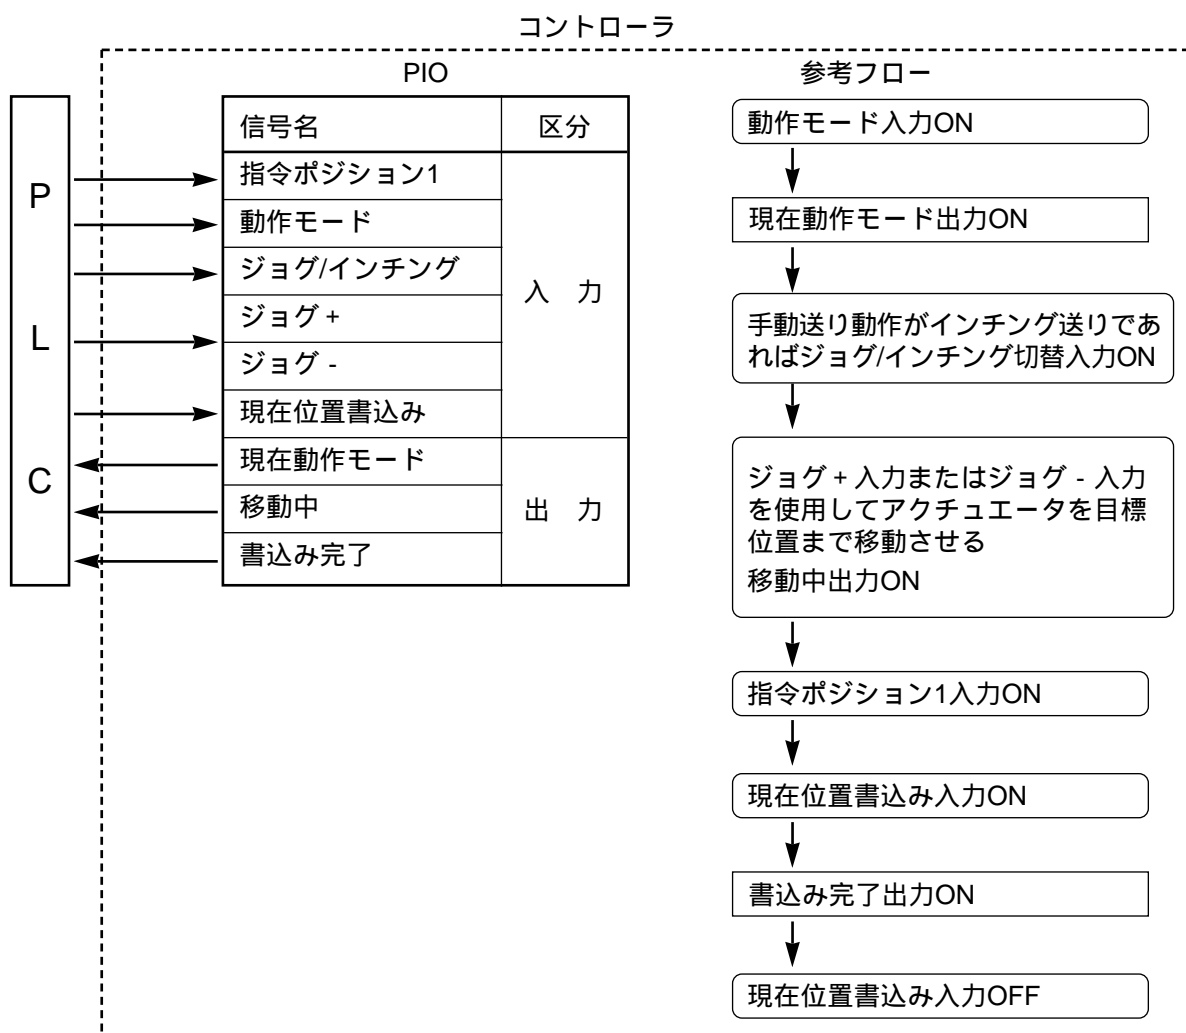 コントローラ
PIO
参考フロー
P
L
C
信号名
区分
指令ポジション1
動作モード
ジョグ/インチング
ジョグ+
ジョグ-
現在位置書込み
入 力
現在動作モード
移動中
書込み完了
出 力
動作モード入力ON
現在動作モード出力ON
手動送り動作がインチング送りであ
ればジョグ/インチング切替入力ON
ジョグ+入力またはジョグ-入力
を使用してアクチュエータを目標
位置まで移動させる
移動中出力ON
指令ポジション1入力ON
現在位置書込み入力ON
書込み完了出力ON
現在位置書込み入力OFF